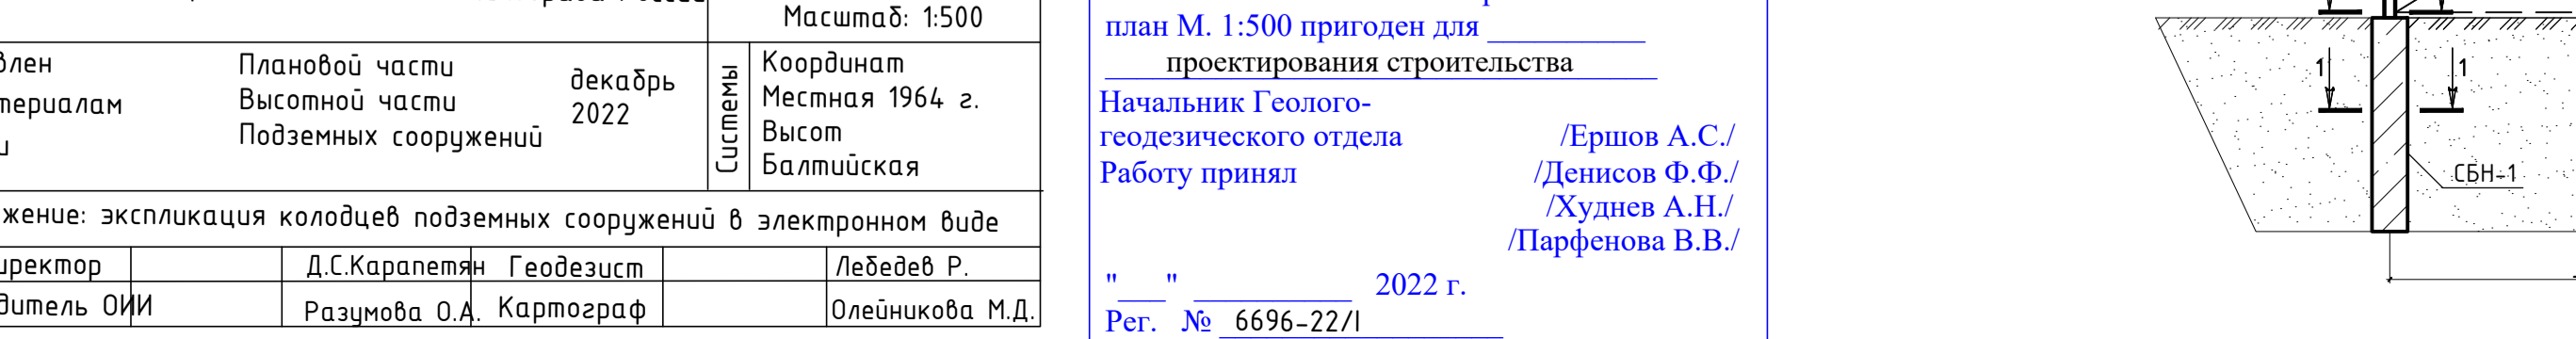 Масштаб: 1:500
Плановой части
Высотной части
Подземных сооружений
декабрь
2022
Системы
Координат
Местная 1964 г.
Высот
Балтийская
экспликация колодцев подземных сооружений в электронном виде
Д.С.Карапетян Геодезист Лебедев Р.
ОИИ Разумова О.А. Картограф Олейникова М.Д.
план М. 1:500 пригоден для
проектирования строительства
Начальник Геолого-
геодезического отдела /Ершов А.С./
Работу принял /Денисов Ф.Ф./
/Худнев А.Н./
/Парфенова В.В./
"___" __________ 2022 г.
Рег. № 6696-22/I
1 1
СБН-1